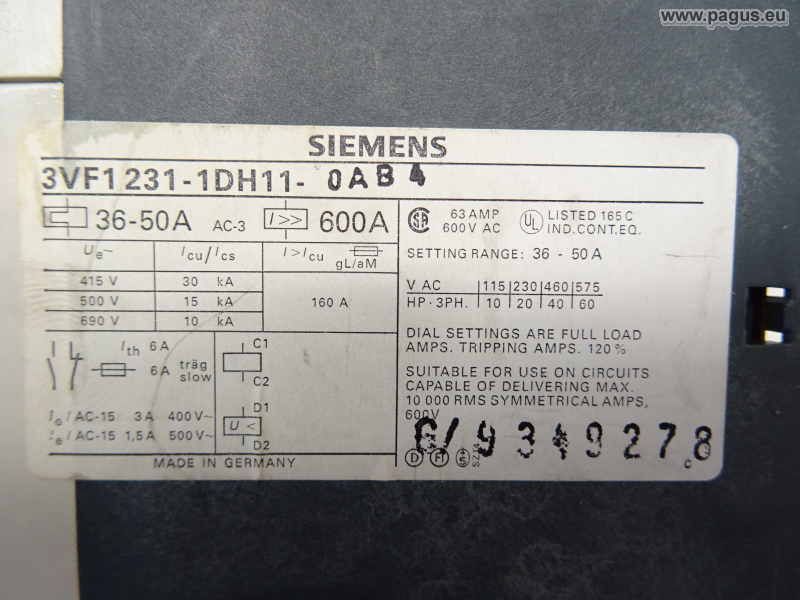 www.pagus.eu
SIEMENS
3VF1 231-1DH11- 0AB4
36-50A AC-3 I>> 600A
Ue~ Icu/Ics I>Icu gL/aM
415 V 30 kA
500 V 15 kA 160 A
690 V 10 kA
Ith 6A
6A träg
slow
Ie/AC-15 3A 400V~
Ie/AC-15 1,5A 500V~
C1
C2
D1
U<
D2
MADE IN GERMANY
SA 63 AMP
600V AC
UL LISTED 165 C
IND.CONT.EQ.
SETTING RANGE: 36 - 50A
V AC 115 230 460 575
HP·3PH. 10 20 40 60
DIAL SETTINGS ARE FULL LOAD
AMPS. TRIPPING AMPS. 120%
SUITABLE FOR USE ON CIRCUITS
CAPABLE OF DELIVERING MAX.
10 000 RMS SYMMETRICAL AMPS,
600V
G/9349278
D FI S
c